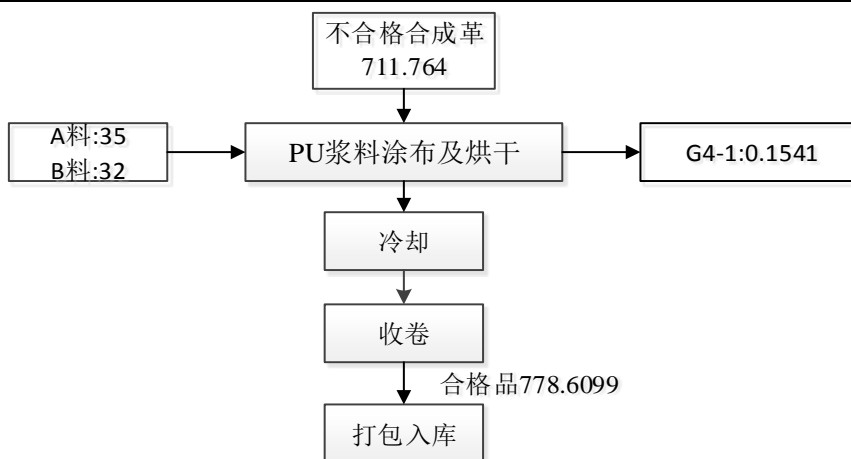 不合格合成革
711.764
A料:35
B料:32
PU浆料涂布及烘干
G4-1:0.1541
冷却
收卷
合格品778.6099
打包入库